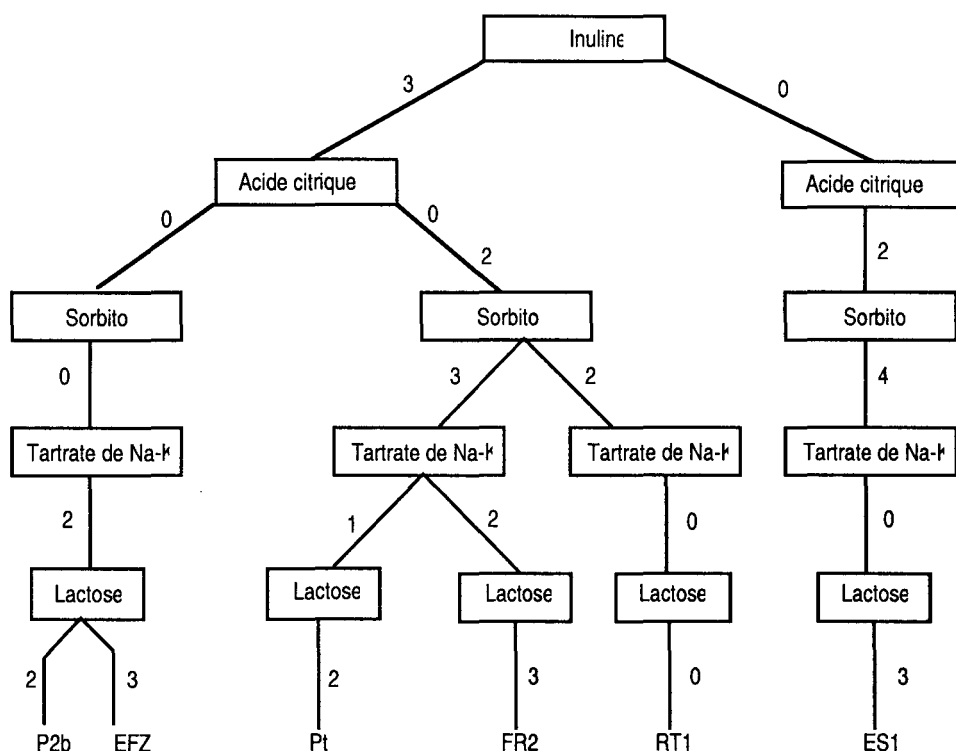 Inuline
3 0
Acide citrique Acide citrique
0 0 2 2
Sorbito Sorbito Sorbito
0 3 2 4
Tartrate de Na-K Tartrate de Na-K Tartrate de Na-K Tartrate de Na-K
2 1 2 0 0
Lactose Lactose Lactose Lactose Lactose
2 3 2 3 0 3
P2b EFZ Pt FR2 RT1 ES1